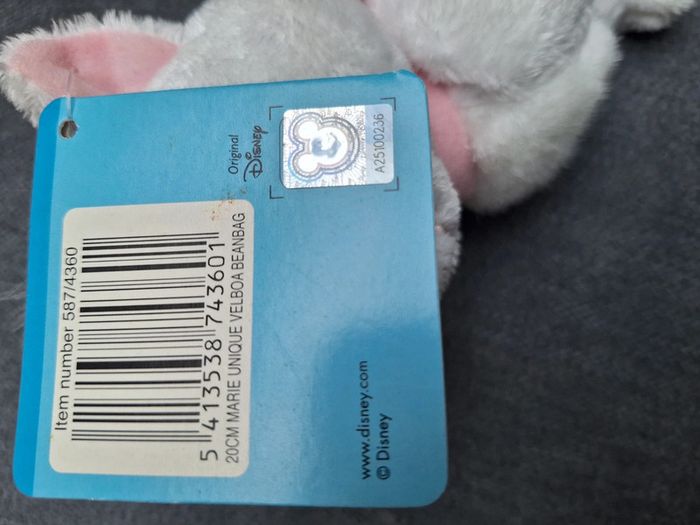 Original
Disney
A25100236
Item number 587/4360
5 413538 743601
20CM MARIE UNIQUE VELBOA BEANBAG
www.disney.com
© Disney